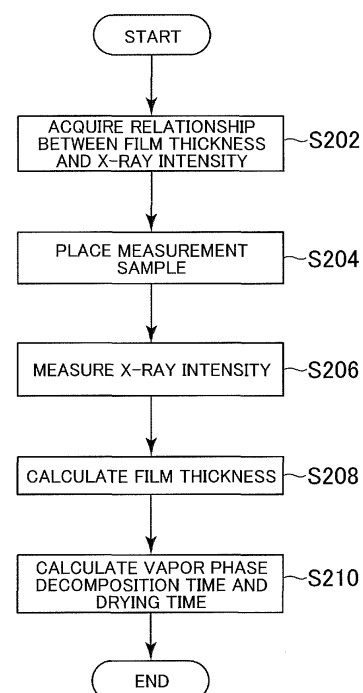 START
ACQUIRE RELATIONSHIP
BETWEEN FILM THICKNESS
AND X-RAY INTENSITY
S202
PLACE MEASUREMENT
SAMPLE
S204
MEASURE X-RAY INTENSITY
S206
CALCULATE FILM THICKNESS
S208
CALCULATE VAPOR PHASE
DECOMPOSITION TIME AND
DRYING TIME
S210
END